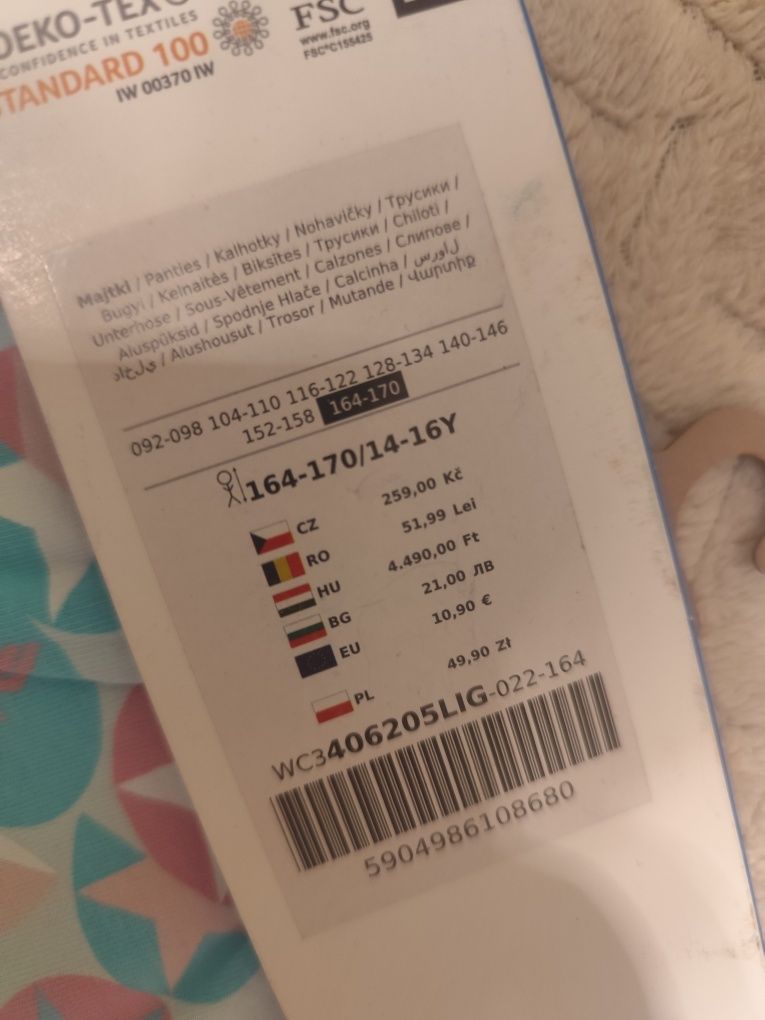 OEKO-TEX®
CONFIDENCE IN TEXTILES
STANDARD 100
IW 00370 IW
FSC
www.fsc.org
FSC®C155425
Majtki / Panties / Kalhotky / Nohavičky / Трусики /
Bugyi / Kelnaitės / Biksītes / Трусики / Chiloti /
Unterhose / Sous-Vêtement / Calzones / Слипове /
Aluspüksid / Spodnje Hlače / Calcinha / سروال
داخلي / Alushousut / Trosor / Mutande / Վարտիք
092-098 104-110 116-122 128-134 140-146
152-158 164-170
164-170/14-16Y
CZ 259,00 Kč
RO 51,99 Lei
HU 4.490,00 Ft
BG 21,00 ЛВ
EU 10,90 €
PL 49,90 Zł
WC3406205LIG-022-164
5904986108680